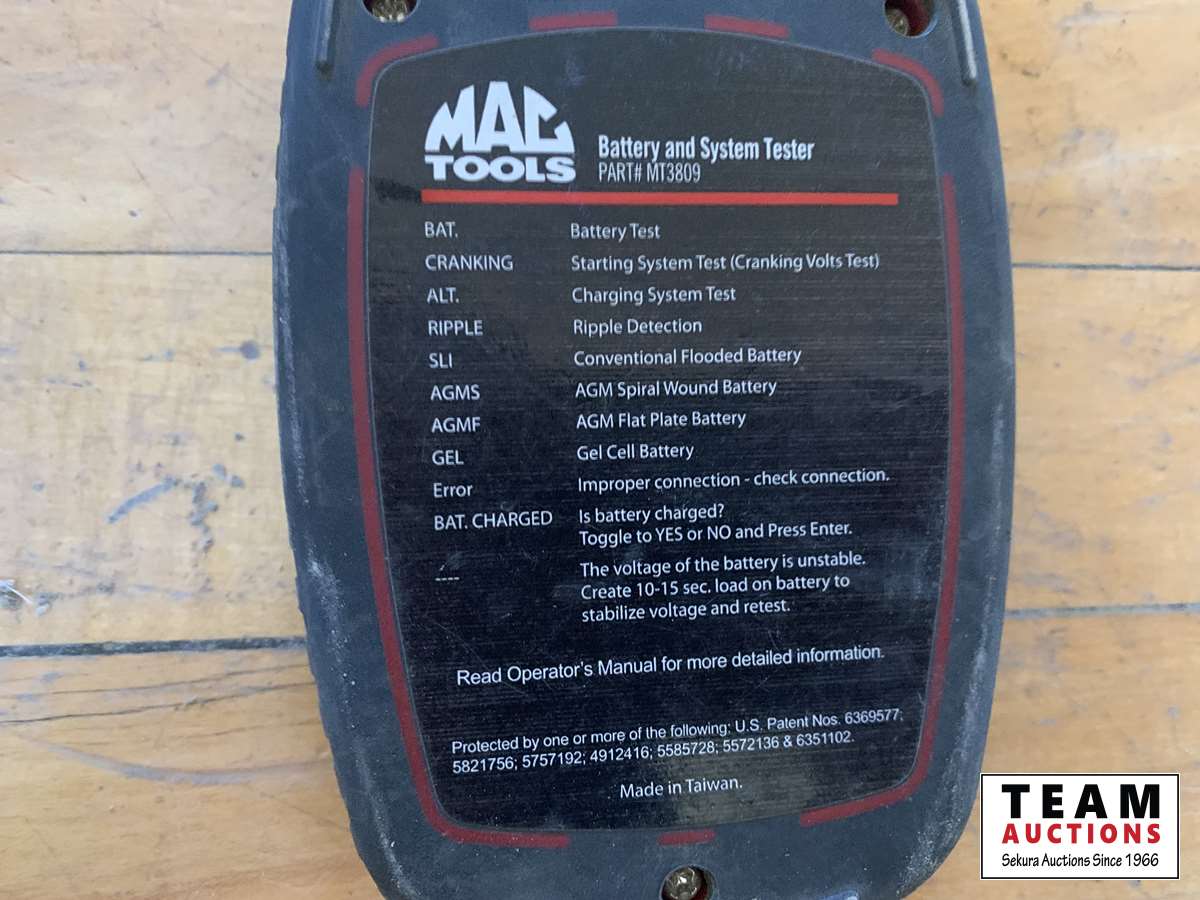 MAC
TOOLS
Battery and System Tester
PART# MT3809
BAT. Battery Test
CRANKING Starting System Test (Cranking Volts Test)
ALT. Charging System Test
RIPPLE Ripple Detection
SLI Conventional Flooded Battery
AGMS AGM Spiral Wound Battery
AGMF AGM Flat Plate Battery
GEL Gel Cell Battery
Error Improper connection - check connection.
BAT. CHARGED Is battery charged?
Toggle to YES or NO and Press Enter.
---- The voltage of the battery is unstable.
Create 10-15 sec. load on battery to
stabilize voltage and retest.
Read Operator's Manual for more detailed information.
Protected by one or more of the following: U.S. Patent Nos. 6369577;
5821756; 5757192; 4912416; 5585728; 5572136 & 6351102.
Made in Taiwan.
TEAM
AUCTIONS
Sekura Auctions Since 1966